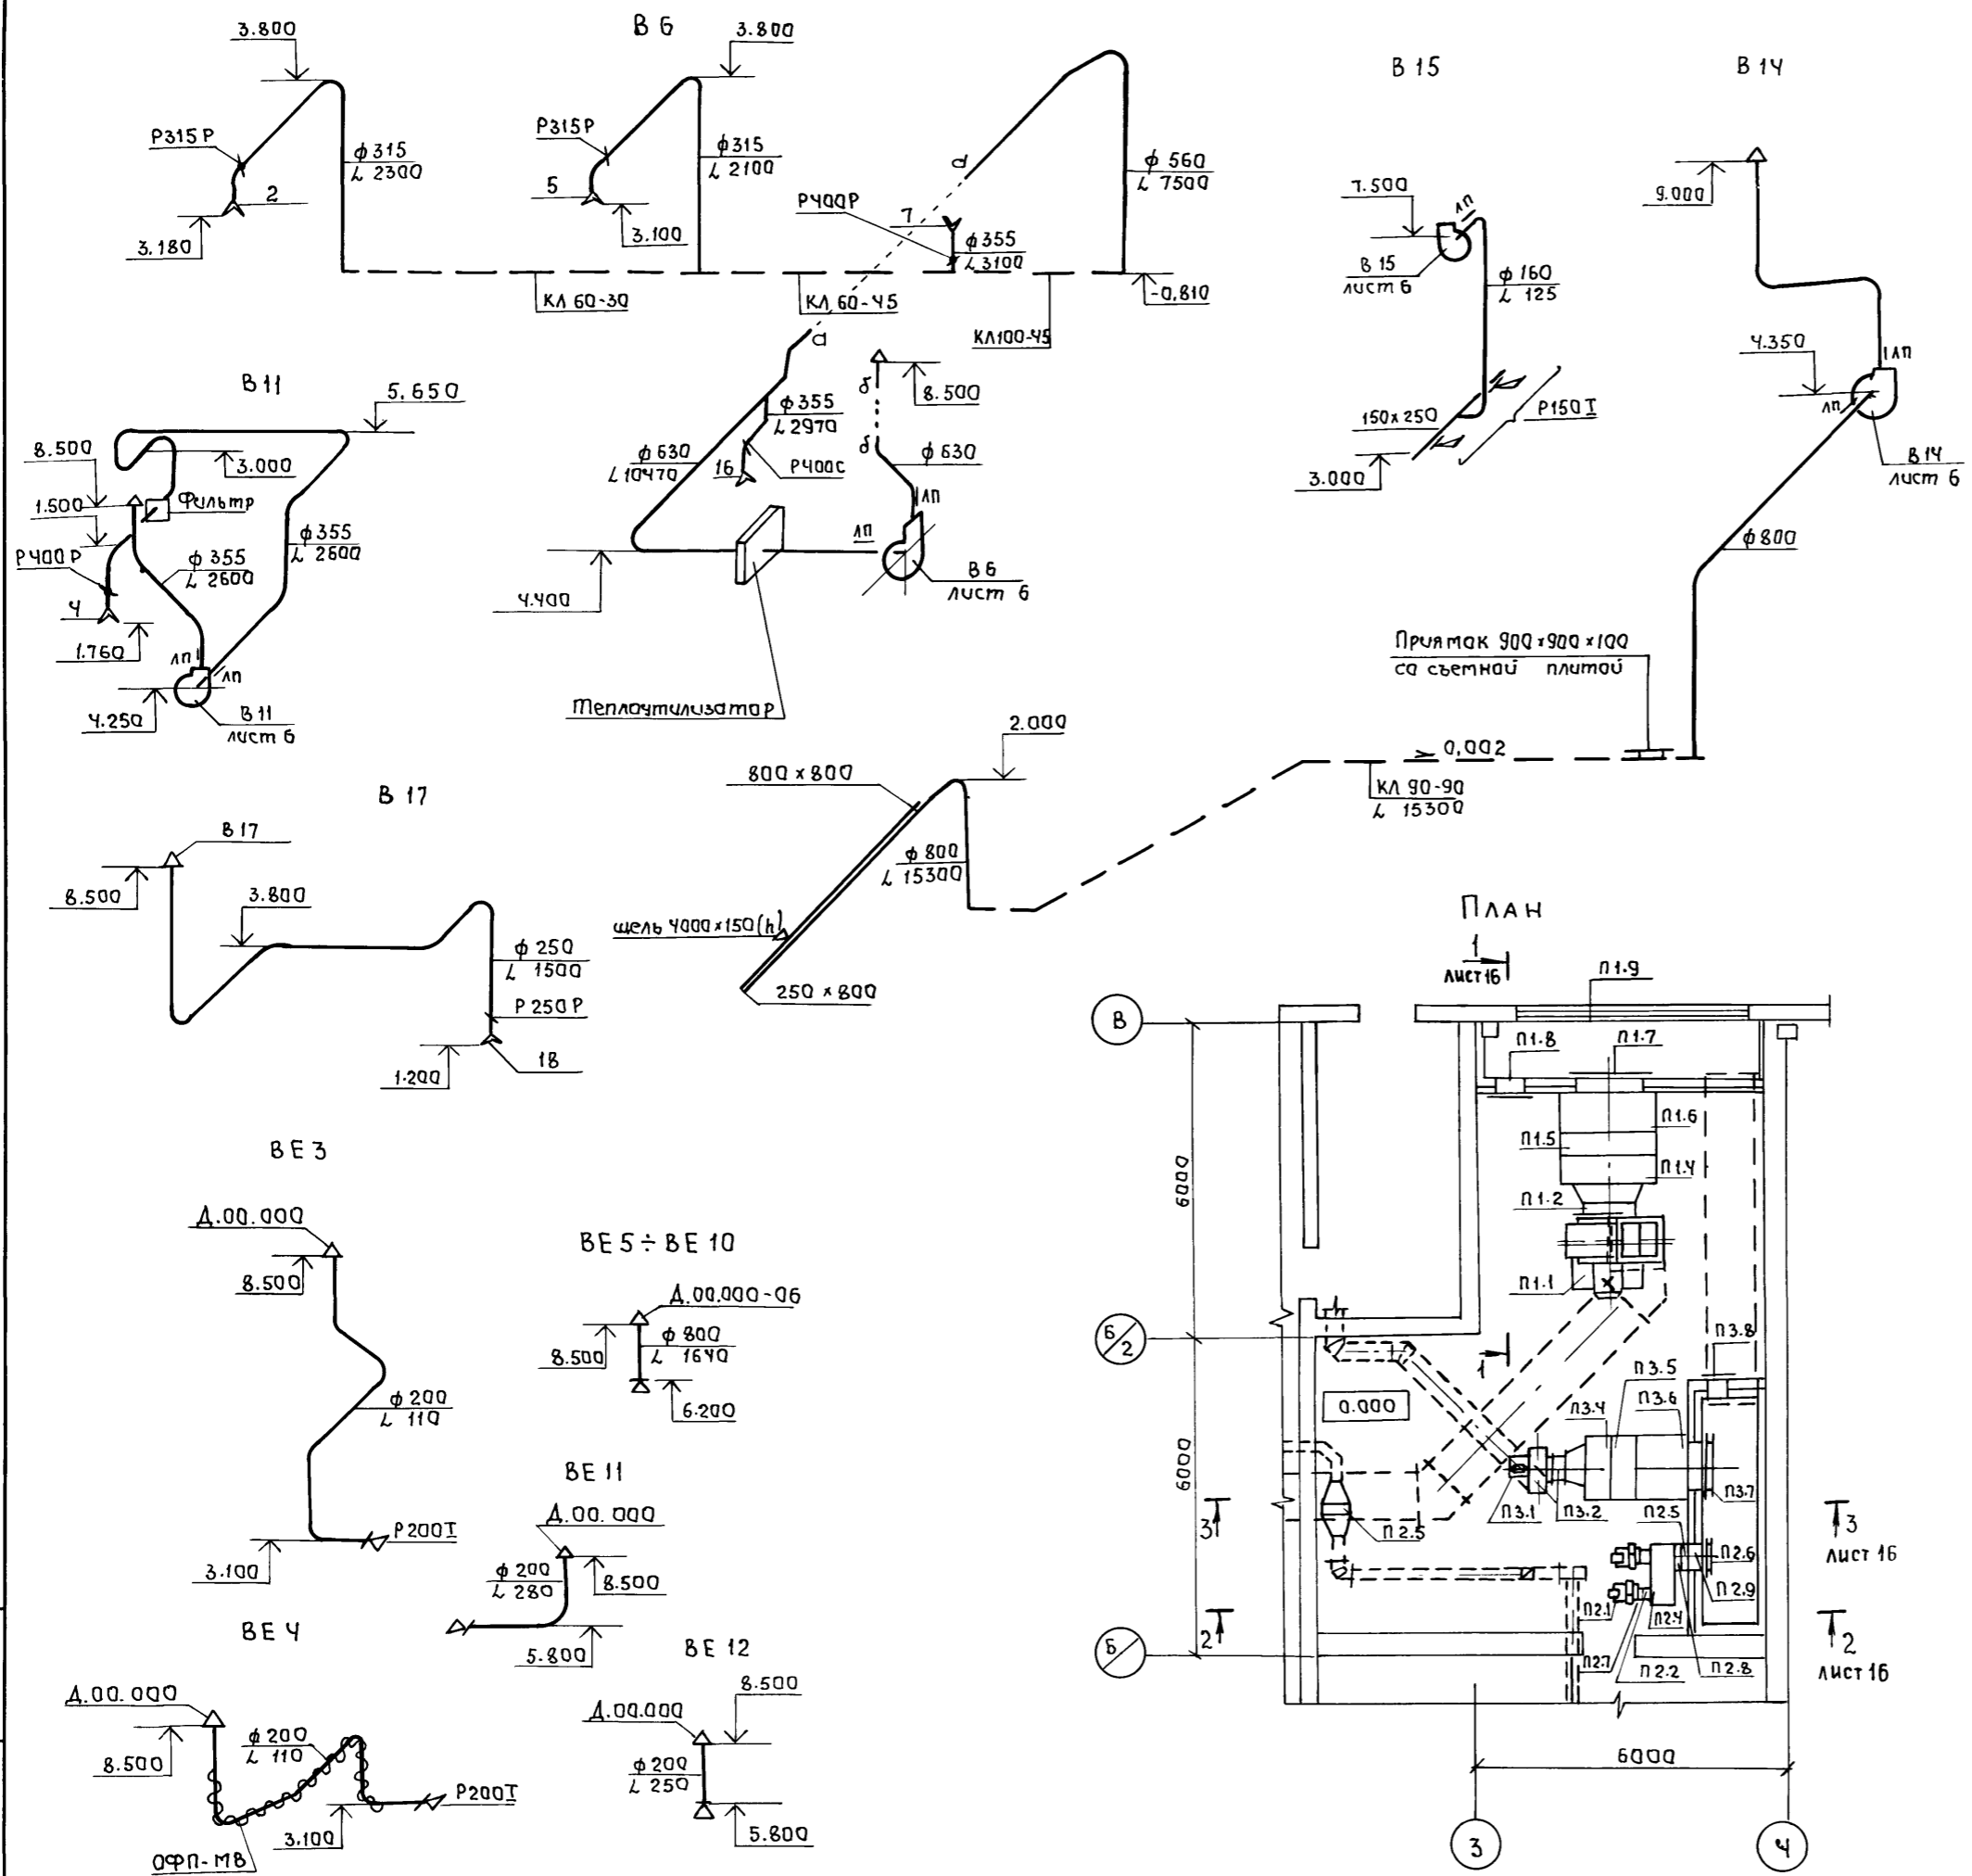 В 6
3.800
Р315Р
φ 315
L 2300
2
3.180
3.800
Р315Р
φ 315
L 2100
5
3.100
а
φ 560
L 7500
Р400Р
7
φ 355
L 3100
КЛ 60-30
КЛ 60-45
КЛ100-45
-0,810
а
φ 355
L 2970
φ 630
L 10470
16
Р400С
8.500
б
б
φ 630
ЛП
ЛП
В 6
лист 6
4.400
Теплоутилизатор
В 15
7.500
ЛП
В 15
лист 6
φ 160
L 125
150х250
Р150Т
3.000
В 14
9.000
4.350
ЛП
ЛП
В 14
лист 6
φ 800
Приямок 900х900х100
со съемной плитой
0,002
КЛ 90-90
L 15300
2.000
800 х 800
φ 800
L 15300
щель 4000х150(h)
250 х 800
В 11
5.650
8.500
3.000
1.500
Фильтр
Р400Р
φ 355
L 2600
φ 355
L 2600
4
1.760
ЛП
ЛП
4.250
В 11
лист 6
В 17
В 17
8.500
3.800
φ 250
L 1500
Р 250Р
1.200
18
ВЕ 3
Д.00.000
8.500
φ 200
L 110
Р200Т
3.100
ВЕ 5 ÷ ВЕ 10
Д.00.000-06
8.500
φ 800
L 1640
6.200
ВЕ 11
Д.00.000
φ 200
L 280
8.500
5.800
ВЕ 4
Д.00.000
8.500
φ 200
L 110
Р200Т
3.100
ОФП-МВ
ВЕ 12
8.500
Д.00.000
φ 200
L 250
5.800
ПЛАН
1
лист16
П1.9
В
П1.8
П1.7
П1.6
П1.5
П1.4
П1.2
П1.1
6000
Б/2
1
П3.8
0.000
П3.5
П3.4
П3.6
6000
П3.1
П3.2
П2.5
П3.7
3
П2.5
3
лист 16
П2.6
П2.9
П2.1
П2.4
2
П2.7
П2.2
П2.8
2
лист16
Б
6000
3
4